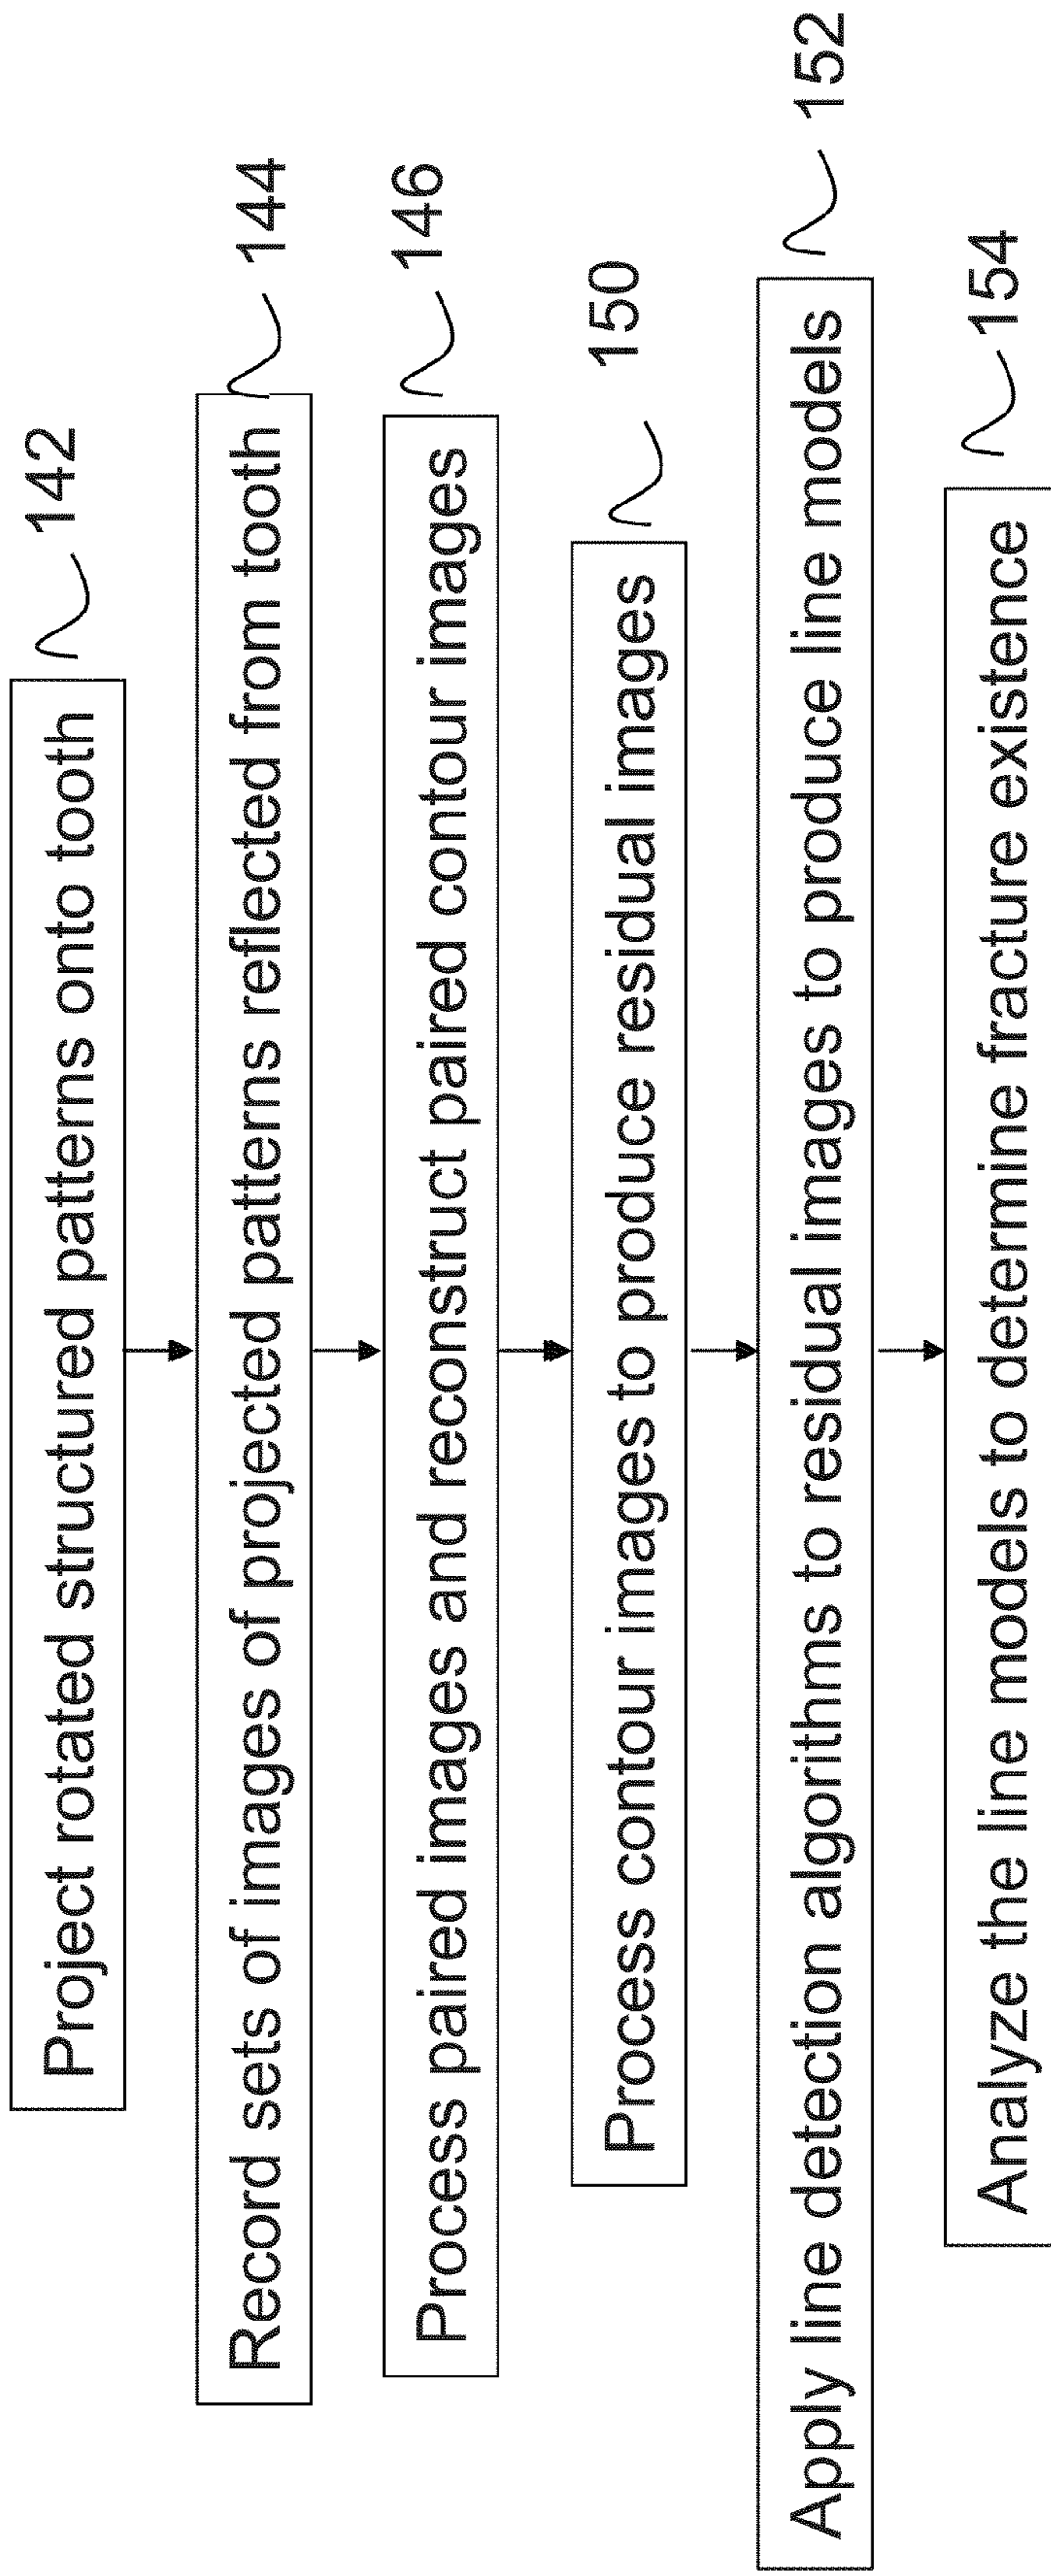 Project rotated structured patterns onto tooth
142
Record sets of images of projected patterns reflected from tooth
144
Process paired images and reconstruct paired contour images
146
Process contour images to produce residual images
150
Apply line detection algorithms to residual images to produce line models
152
Analyze the line models to determine fracture existence
154